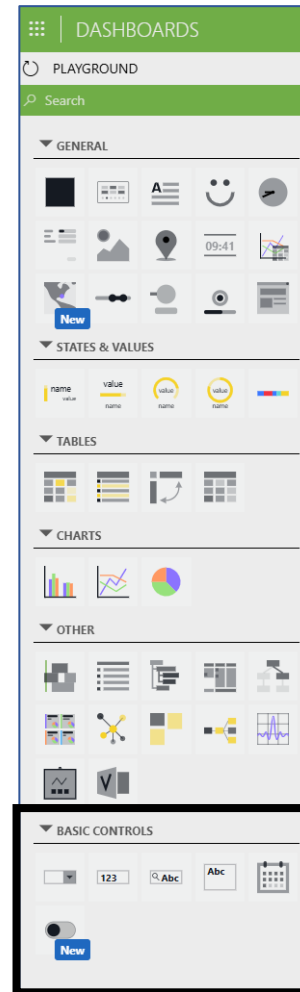 DASHBOARDS
PLAYGROUND
Search
GENERAL
A
09:41
New
STATES & VALUES
name
value
value
name
value
name
value
name
TABLES
CHARTS
OTHER
V
BASIC CONTROLS
123
Abc
Abc
New